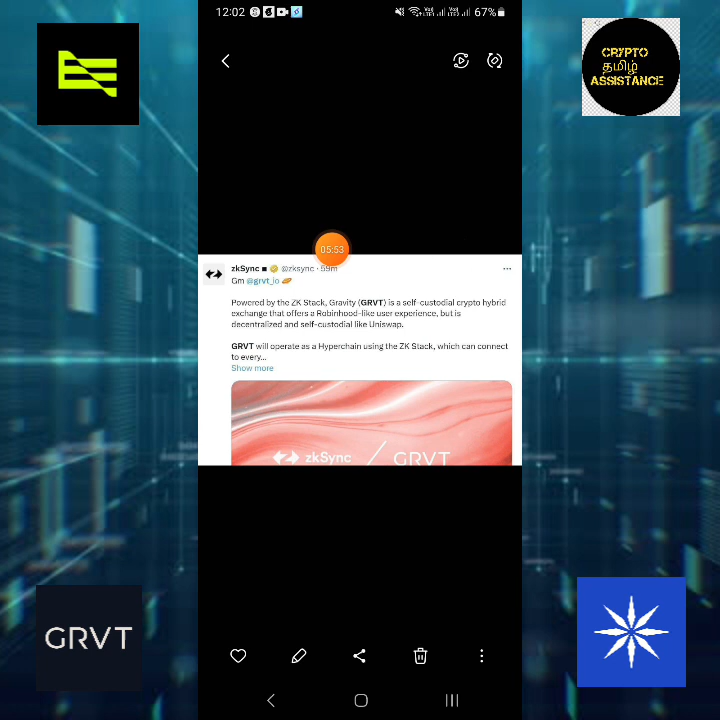 12:02
67%
CRYPTO
தமிழ்
ASSISTANCE
05:53
zkSync @zksync · 59m
Gm @grvt_io
Powered by the ZK Stack, Gravity (GRVT) is a self-custodial crypto hybrid
exchange that offers a Robinhood-like user experience, but is
decentralized and self-custodial like Uniswap.
GRVT will operate as a Hyperchain using the ZK Stack, which can connect
to every...
Show more
zkSync / GRVT
GRVT